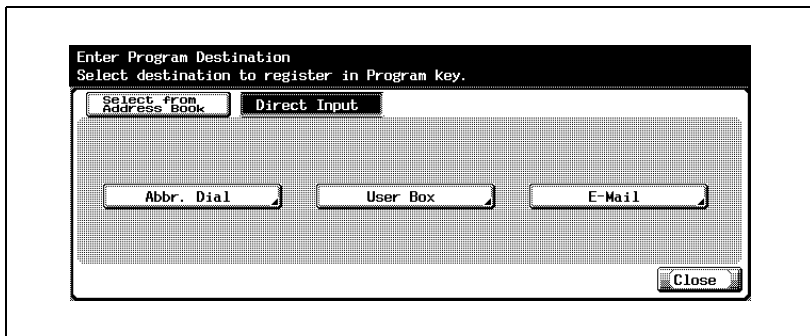 Enter Program Destination
Select destination to register in Program key.
Select from
Address Book
Direct Input
Abbr. Dial
User Box
E-Mail
Close